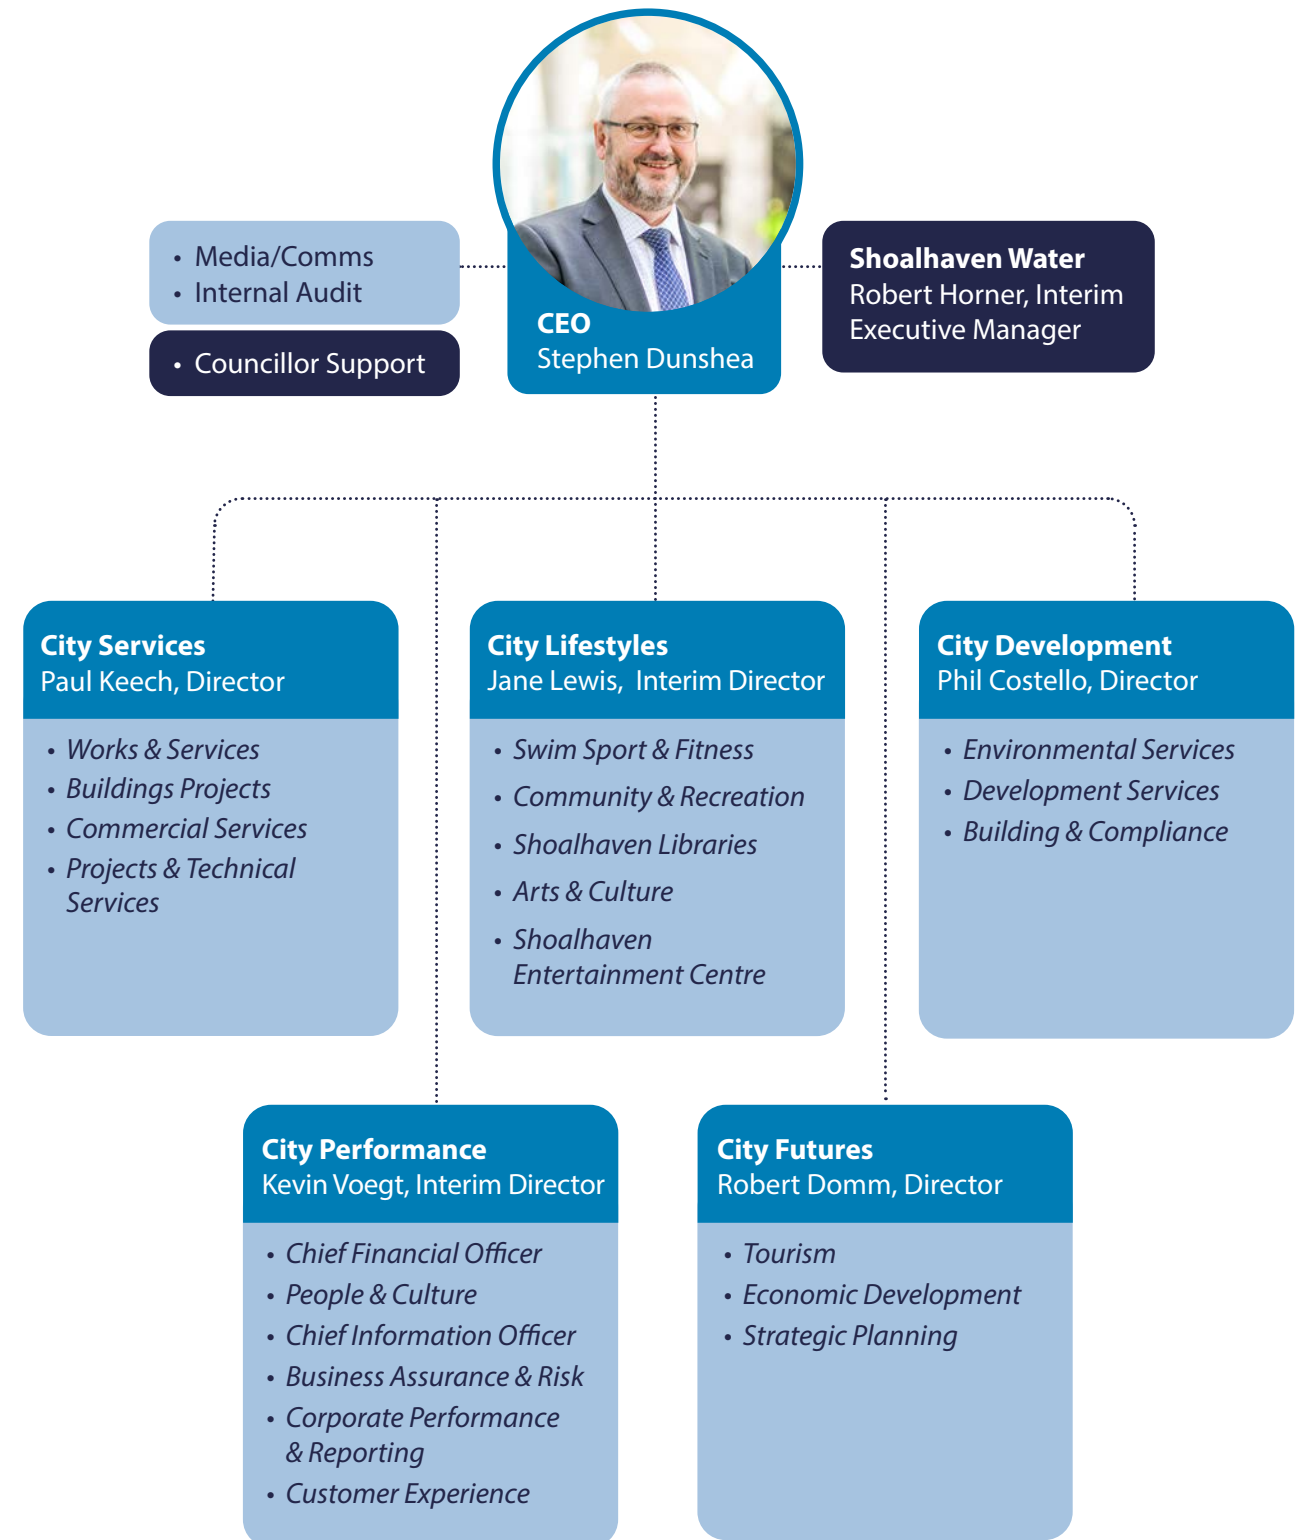 • Media/Comms
• Internal Audit
• Councillor Support
CEO
Stephen Dunshea
Shoalhaven Water
Robert Horner, Interim
Executive Manager
City Services
Paul Keech, Director
• Works & Services
• Buildings Projects
• Commercial Services
• Projects & Technical
Services
City Lifestyles
Jane Lewis, Interim Director
• Swim Sport & Fitness
• Community & Recreation
• Shoalhaven Libraries
• Arts & Culture
• Shoalhaven
Entertainment Centre
City Development
Phil Costello, Director
• Environmental Services
• Development Services
• Building & Compliance
City Performance
Kevin Voegt, Interim Director
• Chief Financial Officer
• People & Culture
• Chief Information Officer
• Business Assurance & Risk
• Corporate Performance
& Reporting
• Customer Experience
City Futures
Robert Domm, Director
• Tourism
• Economic Development
• Strategic Planning